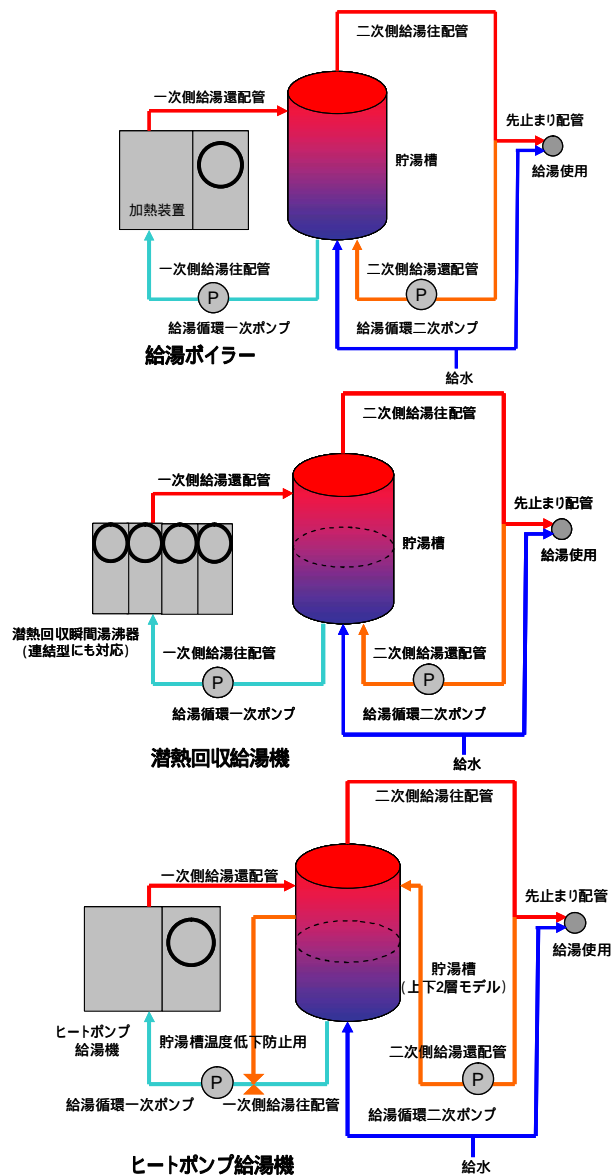 二次側給湯往配管
一次側給湯還配管
先止まり配管
貯湯槽
給湯使用
加熱装置
一次側給湯往配管
二次側給湯還配管
P
P
給湯循環一次ポンプ
給湯循環二次ポンプ
給湯ボイラー
給水
二次側給湯往配管
一次側給湯還配管
先止まり配管
貯湯槽
給湯使用
潜熱回収瞬間湯沸器
(連結型にも対応)
一次側給湯往配管
二次側給湯還配管
P
P
給湯循環一次ポンプ
給湯循環二次ポンプ
潜熱回収給湯機
給水
二次側給湯往配管
一次側給湯還配管
先止まり配管
給湯使用
貯湯槽
(上下2層モデル)
ヒートポンプ
給湯機
貯湯槽温度低下防止用
二次側給湯還配管
P
P
給湯循環一次ポンプ
一次側給湯往配管
給湯循環二次ポンプ
ヒートポンプ給湯機
給水